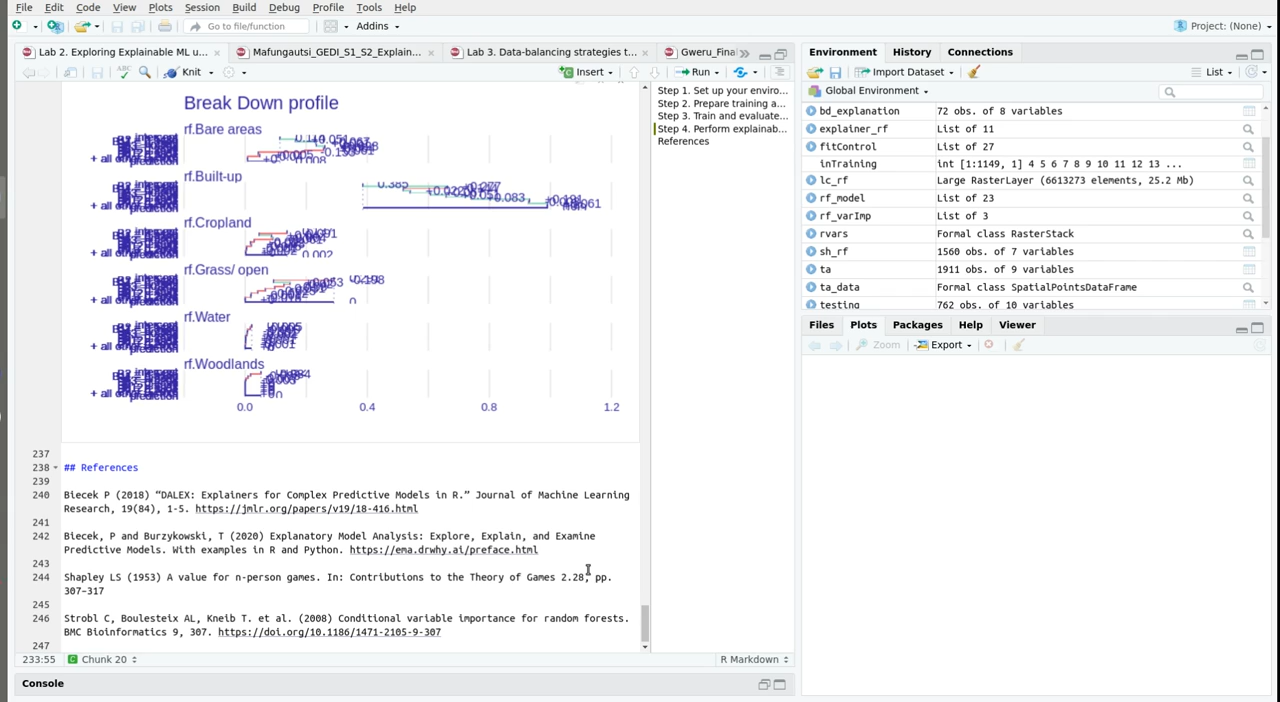 File Edit Code View Plots Session Build Debug Profile Tools Help
Go to file/function Addins Project: (None)
Lab 2. Exploring Explainable ML u... Mafungautsi_GEDI_S1_S2_Explain... Lab 3. Data-balancing strategies t... Gweru_Final
Knit Insert Run
Step 1. Set up your enviro...
Step 2. Prepare training a...
Step 3. Train and evaluate...
Step 4. Perform explainab...
References
Break Down profile
rf.Bare areas
rf.Built-up
rf.Cropland
rf.Grass/ open
rf.Water
rf.Woodlands
0.0 0.4 0.8 1.2
237
238 ## References
239
240 Biecek P (2018) “DALEX: Explainers for Complex Predictive Models in R.” Journal of Machine Learning
Research, 19(84), 1-5. https://jmlr.org/papers/v19/18-416.html
241
242 Biecek, P and Burzykowski, T (2020) Explanatory Model Analysis: Explore, Explain, and Examine
Predictive Models. With examples in R and Python. https://ema.drwhy.ai/preface.html
243
244 Shapley LS (1953) A value for n-person games. In: Contributions to the Theory of Games 2.28, pp.
307-317
245
246 Strobl C, Boulesteix AL, Kneib T. et al. (2008) Conditional variable importance for random forests.
BMC Bioinformatics 9, 307. https://doi.org/10.1186/1471-2105-9-307
247
233:55 Chunk 20 R Markdown
Console
Environment History Connections
Import Dataset List
Global Environment
bd_explanation 72 obs. of 8 variables
explainer_rf List of 11
fitControl List of 27
inTraining int [1:1149, 1] 4 5 6 7 8 9 10 11 12 13 ...
lc_rf Large RasterLayer (6613273 elements, 25.2 Mb)
rf_model List of 23
rf_varImp List of 3
rvars Formal class RasterStack
sh_rf 1560 obs. of 7 variables
ta 1911 obs. of 9 variables
ta_data Formal class SpatialPointsDataFrame
testing 762 obs. of 10 variables
Files Plots Packages Help Viewer
Zoom Export